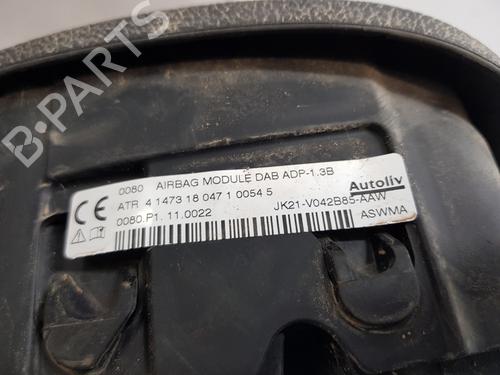 0080 AIRBAG MODULE DAB ADP-1.3B
ATR 4 1473 18 047 1 0054 5
Autoliv
0080.P1. 11.0022
JK21-V042B85-AAW
ASWMA
B-PARTS